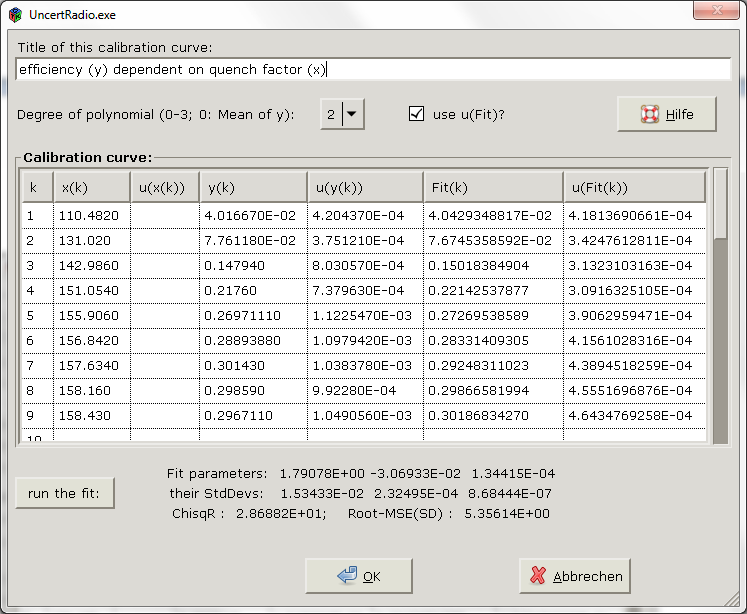 UncertRadio.exe
Title of this calibration curve:
efficiency (y) dependent on quench factor (x)
Degree of polynomial (0-3; 0: Mean of y): 2 use u(Fit)? Hilfe
Calibration curve:
k x(k) u(x(k)) y(k) u(y(k)) Fit(k) u(Fit(k))
1 110.4820 4.016670E-02 4.204370E-04 4.0429348817E-02 4.1813690661E-04
2 131.020 7.761180E-02 3.751210E-04 7.6745358592E-02 3.4247612811E-04
3 142.9860 0.147940 8.030570E-04 0.15018384904 3.1323103163E-04
4 151.0540 0.21760 7.379630E-04 0.22142537877 3.0916325105E-04
5 155.9060 0.26971110 1.1225470E-03 0.27269538589 3.9062959471E-04
6 156.8420 0.28893880 1.0979420E-03 0.28331409305 4.1561028316E-04
7 157.6340 0.301430 1.0383780E-03 0.29248311023 4.3894518259E-04
8 158.160 0.298590 9.92280E-04 0.29866581994 4.5551696876E-04
9 158.430 0.2967110 1.0490560E-03 0.30186834270 4.6434769258E-04
10
run the fit:
Fit parameters: 1.79078E+00 -3.06933E-02 1.34415E-04
their StdDevs: 1.53433E-02 2.32495E-04 8.68444E-07
ChisqR : 2.86882E+01; Root-MSE(SD) : 5.35614E+00
OK Abbrechen